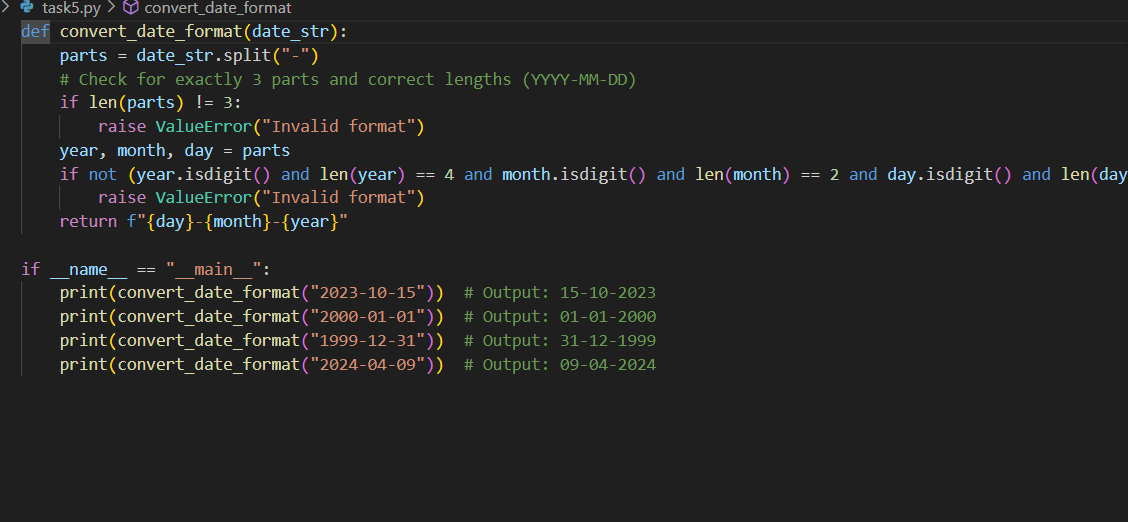 task5.py > convert_date_format
def convert_date_format(date_str):
    parts = date_str.split("-")
    # Check for exactly 3 parts and correct lengths (YYYY-MM-DD)
    if len(parts) != 3:
        raise ValueError("Invalid format")
    year, month, day = parts
    if not (year.isdigit() and len(year) == 4 and month.isdigit() and len(month) == 2 and day.isdigit() and len(day
        raise ValueError("Invalid format")
    return f"{day}-{month}-{year}"
if __name__ == "__main__":
    print(convert_date_format("2023-10-15"))  # Output: 15-10-2023
    print(convert_date_format("2000-01-01"))  # Output: 01-01-2000
    print(convert_date_format("1999-12-31"))  # Output: 31-12-1999
    print(convert_date_format("2024-04-09"))  # Output: 09-04-2024